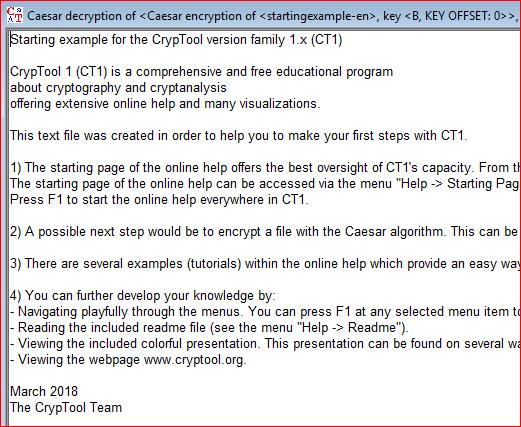 Caesar decryption of <Caesar encryption of <startingexample-en>, key <B, KEY OFFSET: 0>>,
Starting example for the CrypTool version family 1.x (CT1)
CrypTool 1 (CT1) is a comprehensive and free educational program
about cryptography and cryptanalysis
offering extensive online help and many visualizations.
This text file was created in order to help you to make your first steps with CT1.
1) The starting page of the online help offers the best oversight of CT1's capacity. From th
The starting page of the online help can be accessed via the menu "Help -> Starting Pag
Press F1 to start the online help everywhere in CT1.
2) A possible next step would be to encrypt a file with the Caesar algorithm. This can be
3) There are several examples (tutorials) within the online help which provide an easy way
4) You can further develop your knowledge by:
- Navigating playfully through the menus. You can press F1 at any selected menu item to
- Reading the included readme file (see the menu "Help -> Readme").
- Viewing the included colorful presentation. This presentation can be found on several wa
- Viewing the webpage www.cryptool.org.
March 2018
The CrypTool Team